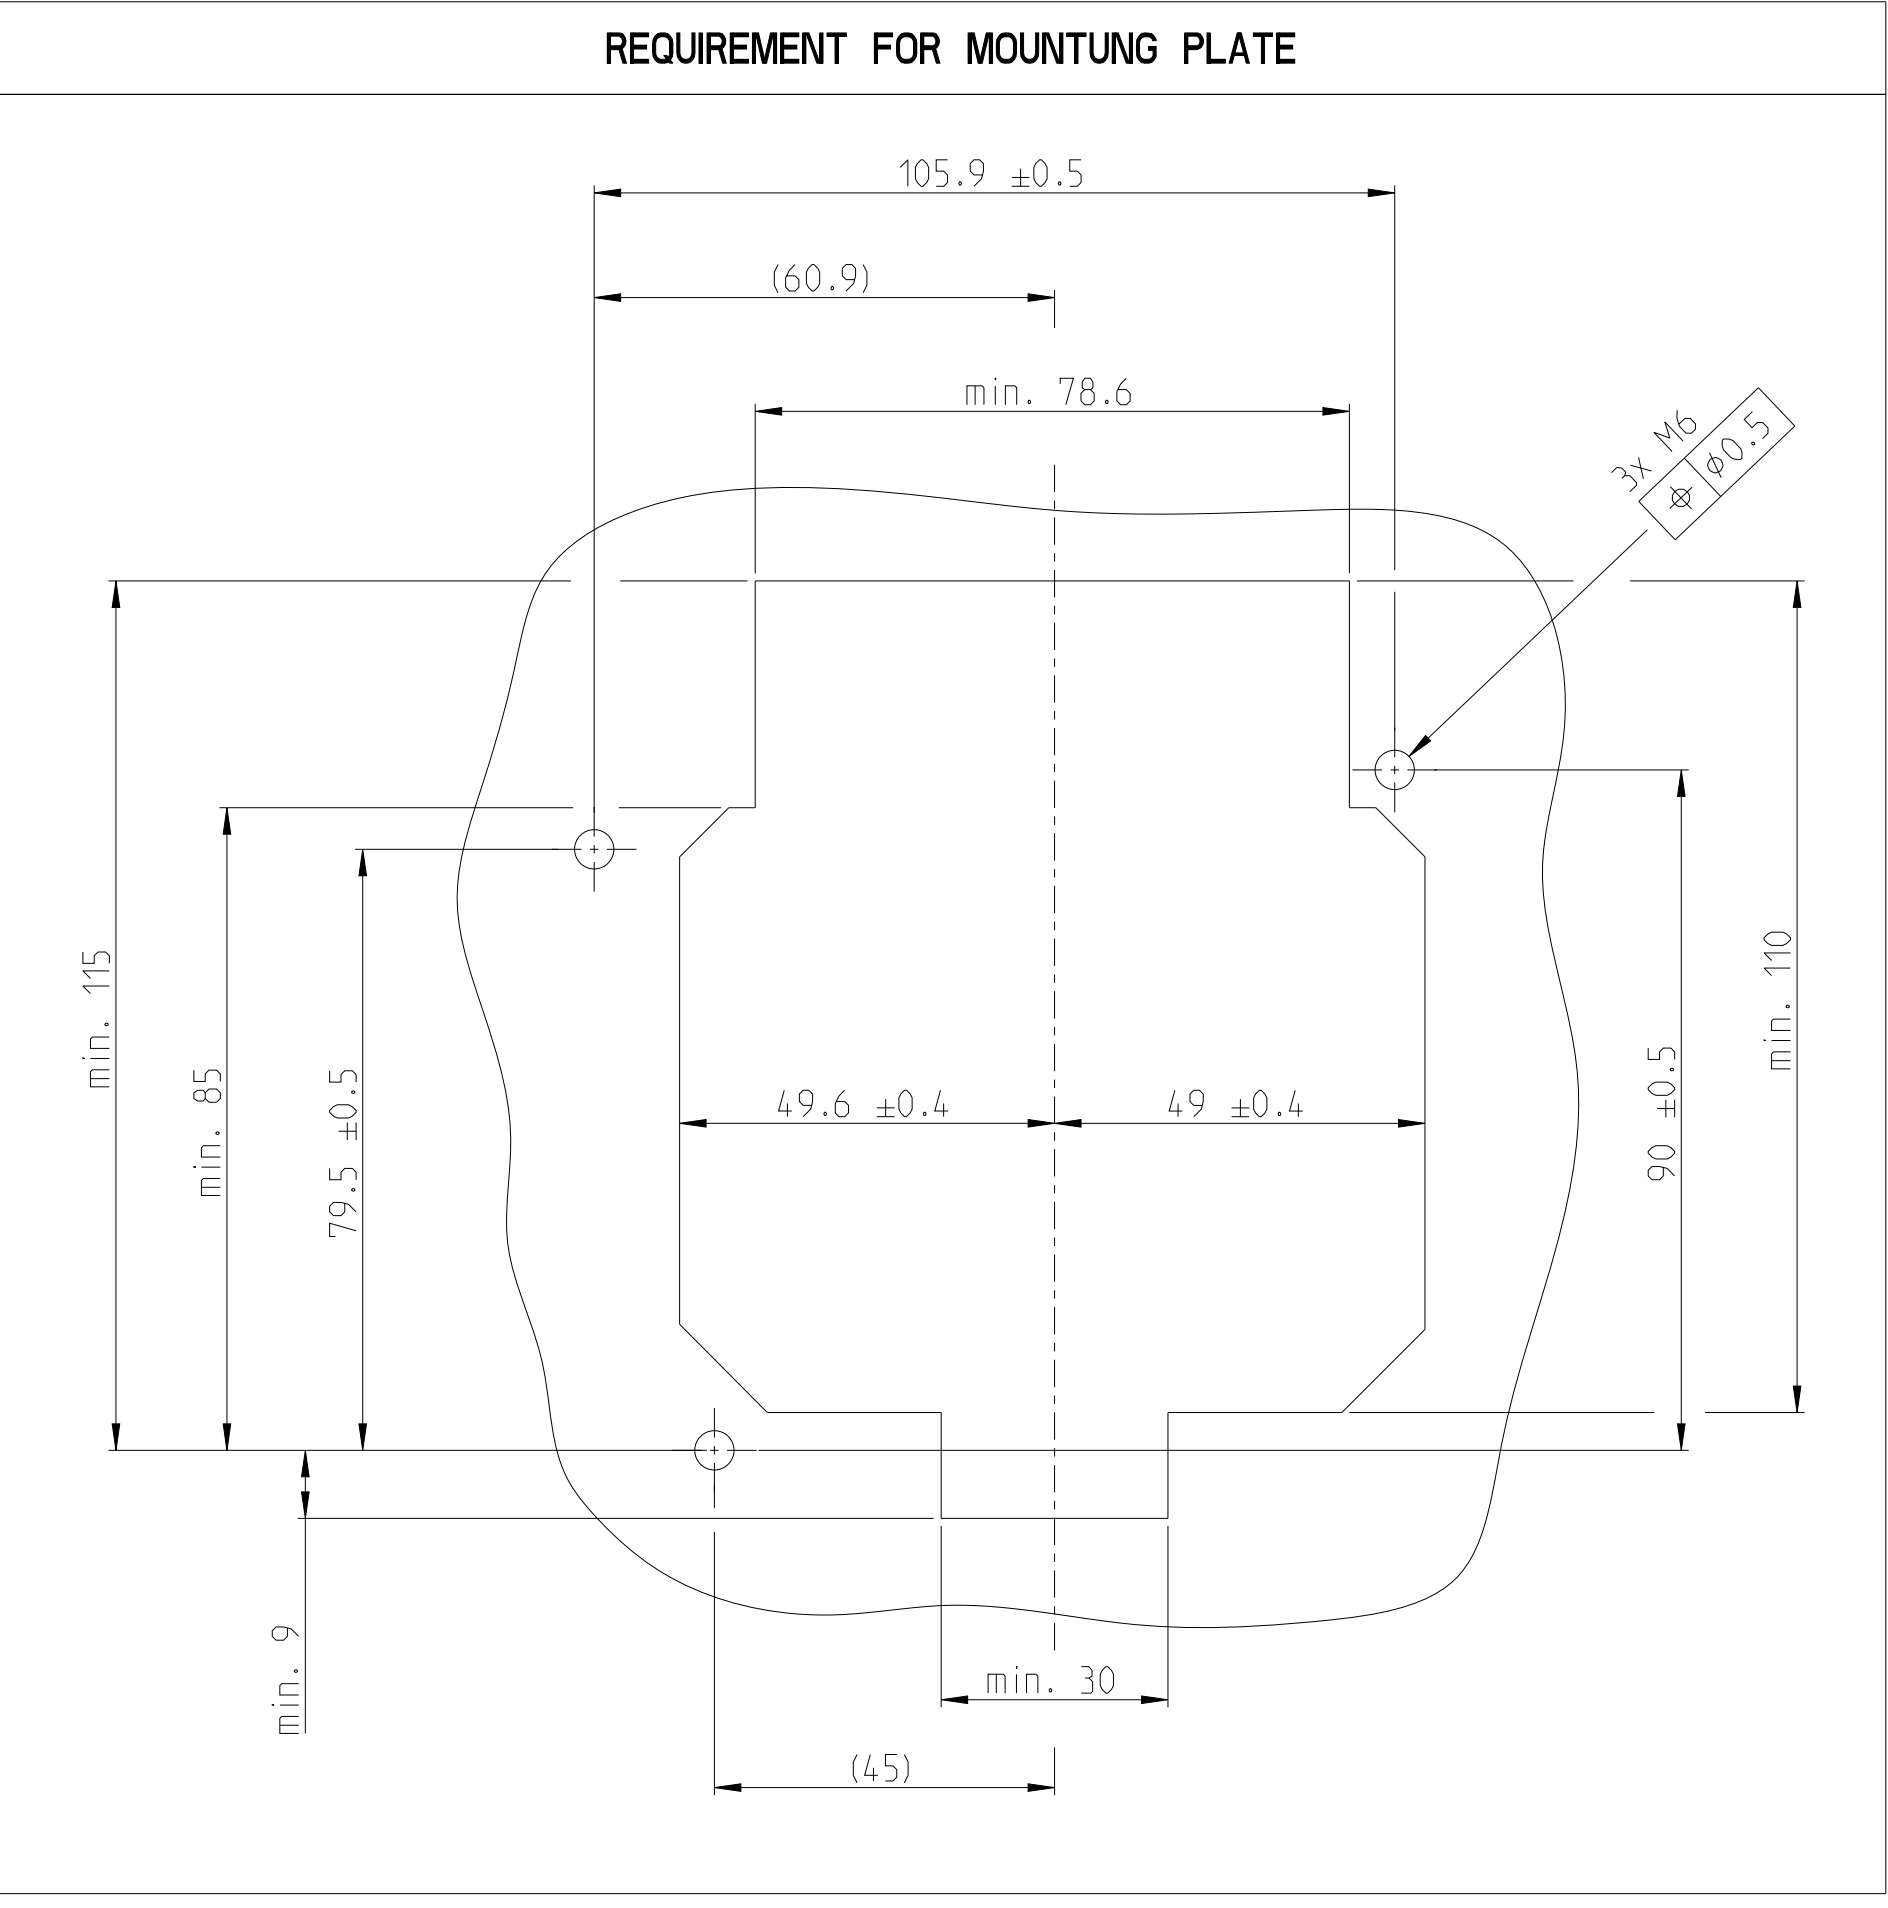 REQUIREMENT FOR MOUNTUNG PLATE
105.9 ±0.5
(60.9)
min. 78.6
3x M6
⌖ ⌀0.5
min. 115
min. 85
79.5 ±0.5
49.6 ±0.4
49 ±0.4
90 ±0.5
min. 110
min. 9
min. 30
(45)